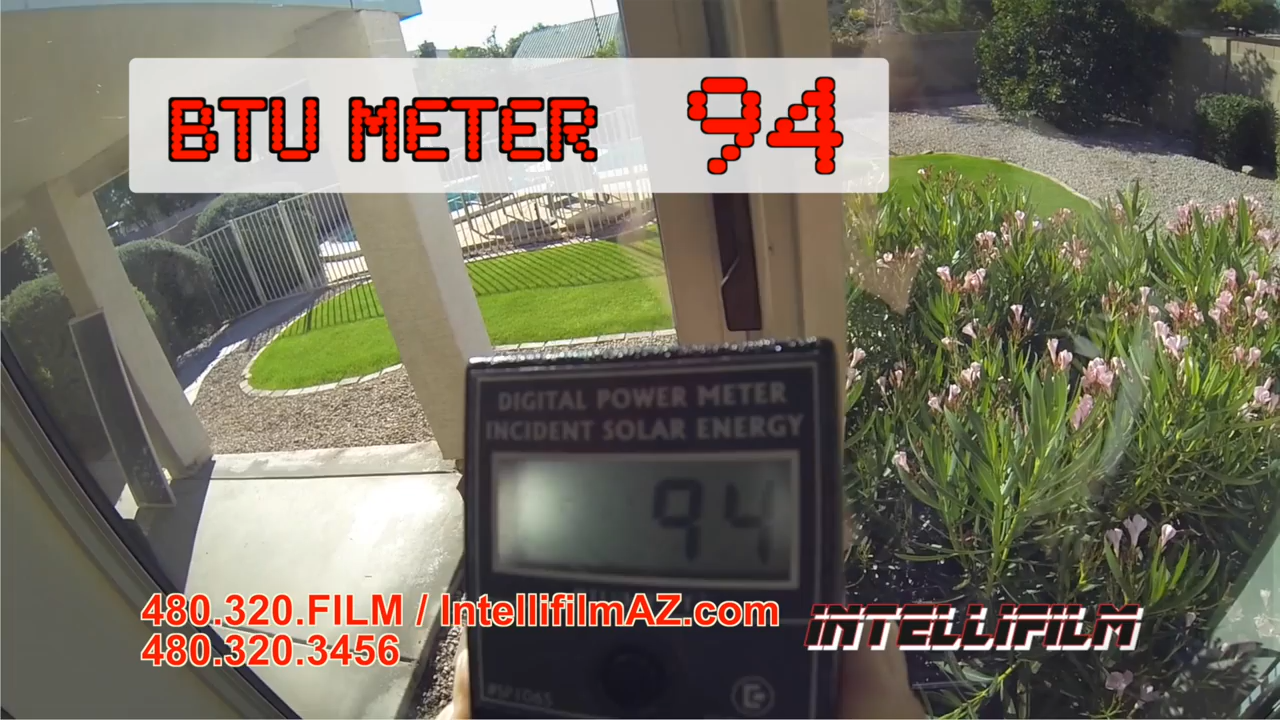 BTU METER 94
DIGITAL POWER METER
INCIDENT SOLAR ENERGY
94
480.320.FILM / IntellifilmAZ.com
480.320.3456
INTELLIFILM